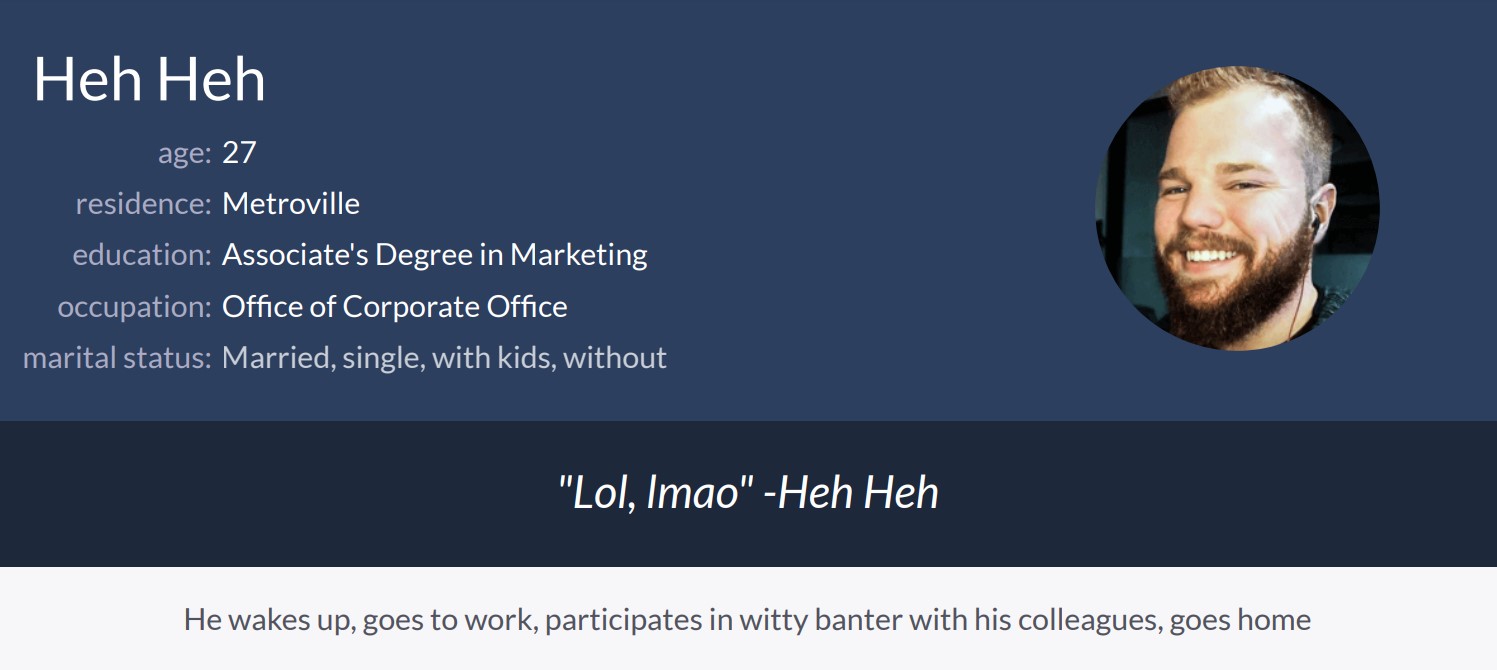 Heh Heh
age: 27
residence: Metroville
education: Associate's Degree in Marketing
occupation: Office of Corporate Office
marital status: Married, single, with kids, without
"Lol, lmao" -Heh Heh
He wakes up, goes to work, participates in witty banter with his colleagues, goes home